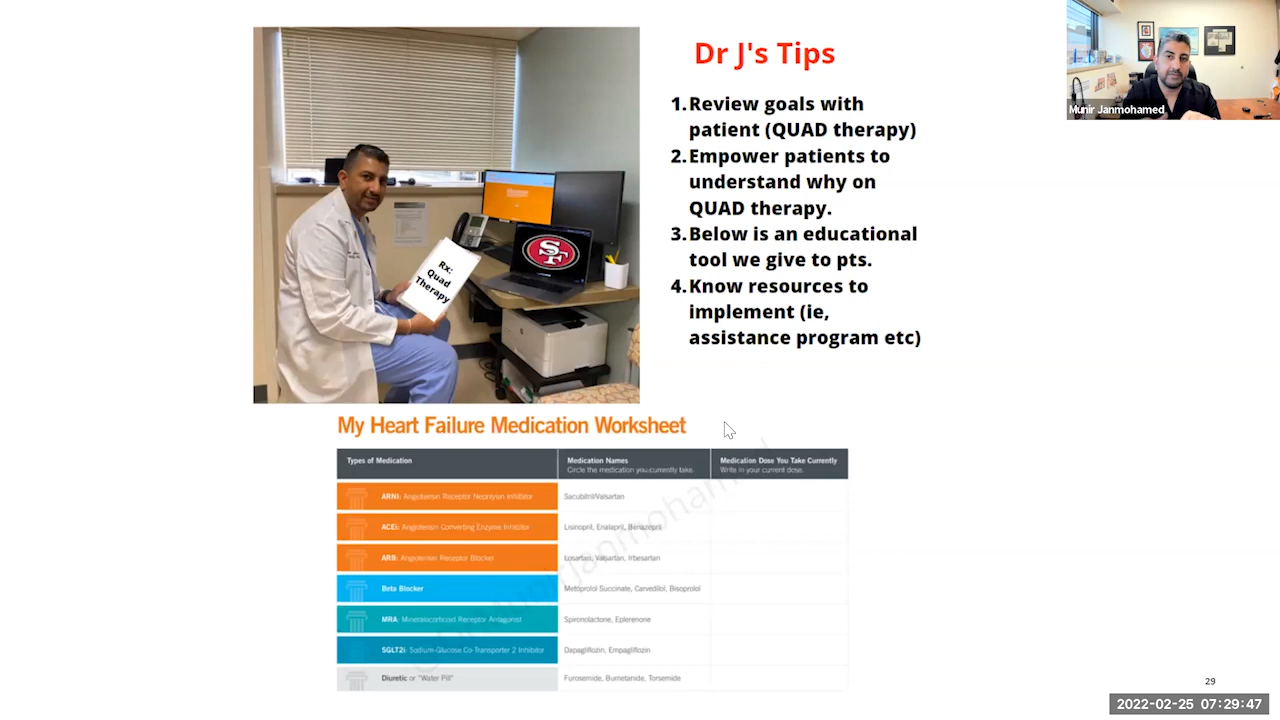 Dr J's Tips
1. Review goals with
patient (QUAD therapy)
2. Empower patients to
understand why on
QUAD therapy.
3. Below is an educational
tool we give to pts.
4. Know resources to
implement (ie,
assistance program etc)
Munir Janmohamed
Rx:
Quad
Therapy
SF
My Heart Failure Medication Worksheet
Types of Medication
Medication Names
Circle the medication you currently take.
Medication Dose You Take Currently
Write in your current dose.
ARNI: Angiotensin Receptor Neprilysin Inhibitor
Sacubitril/Valsartan
ACEi: Angiotensin Converting Enzyme Inhibitor
Lisinopril, Enalapril, Benazepril
ARB: Angiotensin Receptor Blocker
Losartan, Valsartan, Irbesartan
Beta Blocker
Metoprolol Succinate, Carvedilol, Bisoprolol
MRA: Mineralocorticoid Receptor Antagonist
Spironolactone, Eplerenone
SGLT2i: Sodium-Glucose Co-Transporter 2 Inhibitor
Dapagliflozin, Empagliflozin
Diuretic or "Water Pill"
Furosemide, Bumetanide, Torsemide
29
2022-02-25 07:29:47